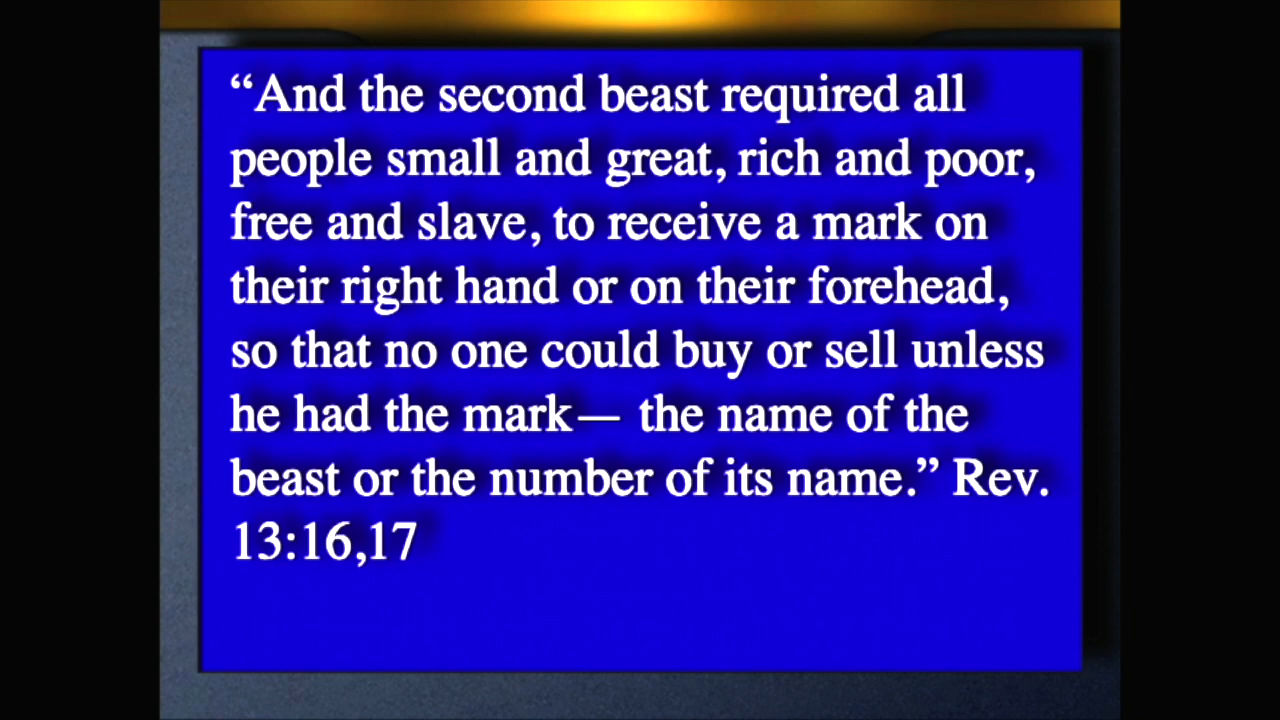 “And the second beast required all
people small and great, rich and poor,
free and slave, to receive a mark on
their right hand or on their forehead,
so that no one could buy or sell unless
he had the mark— the name of the
beast or the number of its name.” Rev.
13:16,17